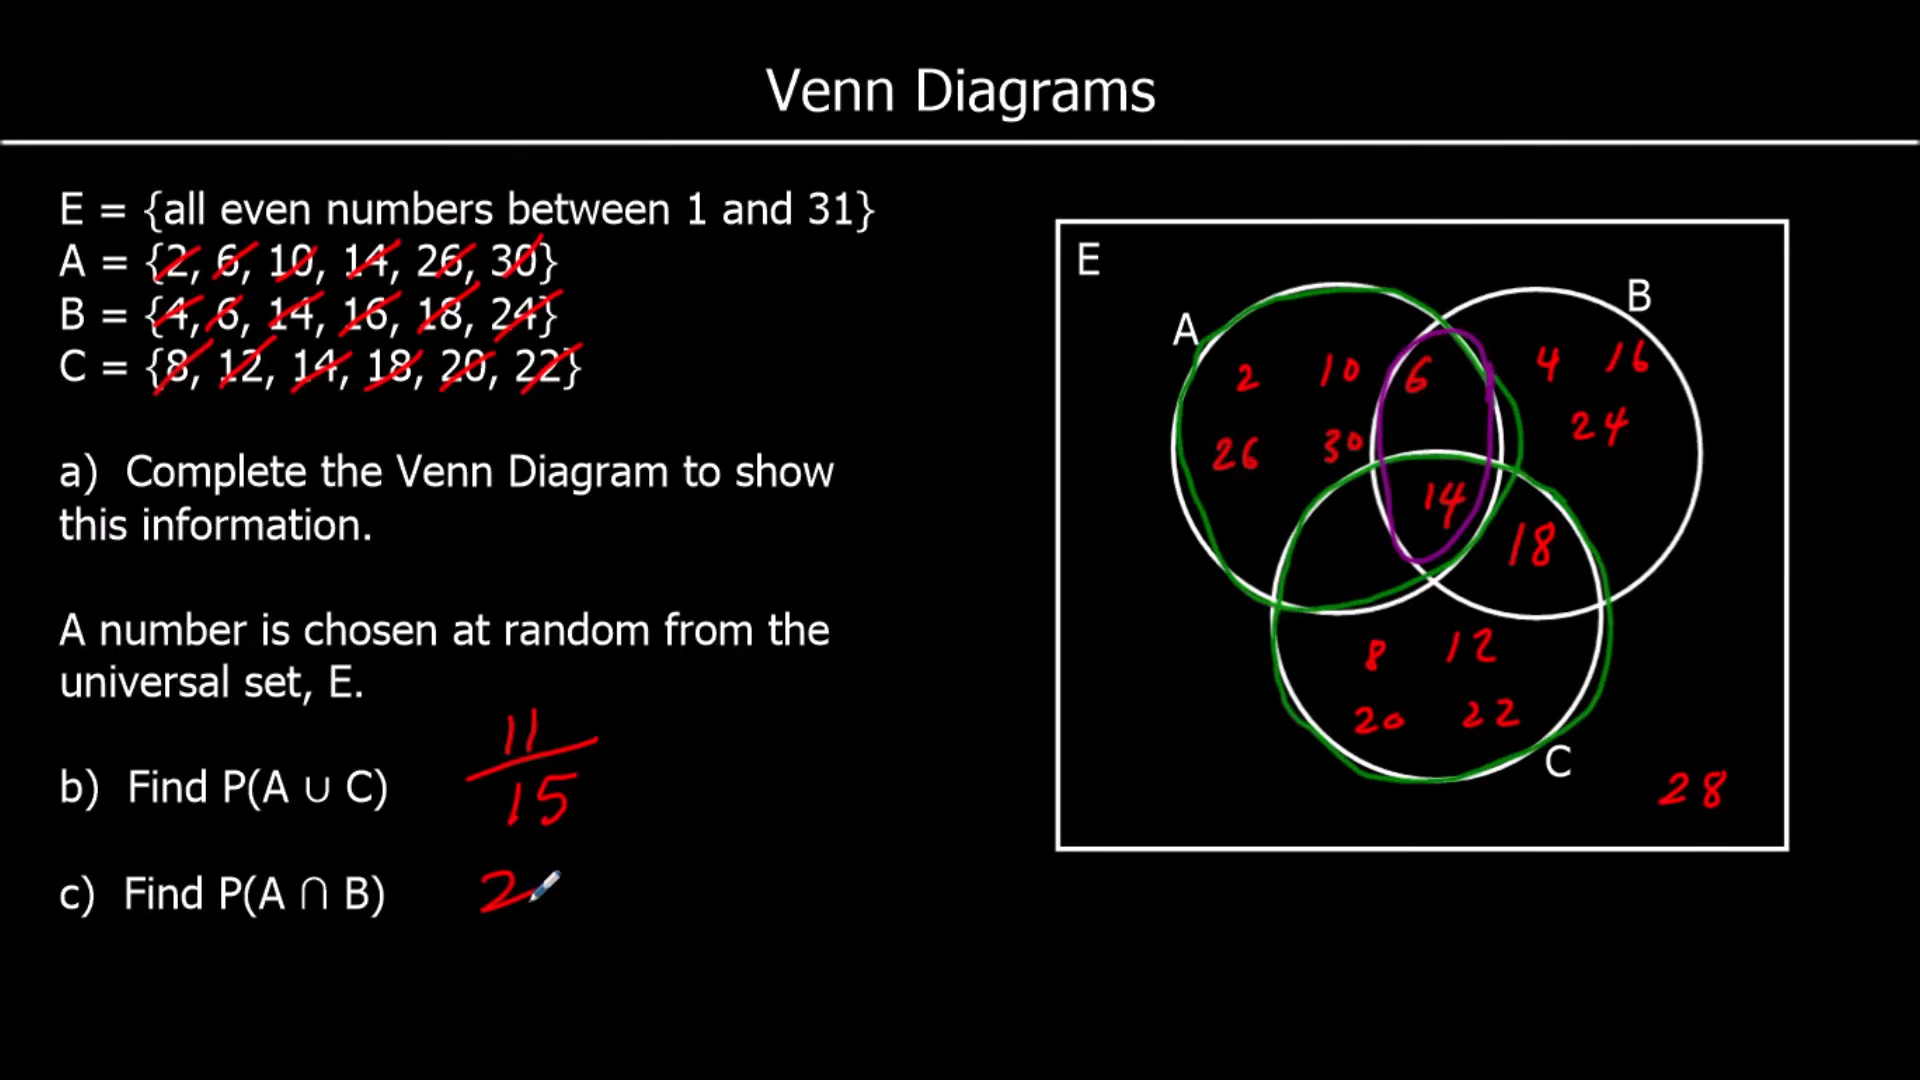 Venn Diagrams
E = {all even numbers between 1 and 31}
A = {2, 6, 10, 14, 26, 30}
B = {4, 6, 14, 16, 18, 24}
C = {8, 12, 14, 18, 20, 22}
a) Complete the Venn Diagram to show
this information.
A number is chosen at random from the
universal set, E.
b) Find P(A ∪ C)
11
15
c) Find P(A ∩ B)
2
E
A
B
2 10 6 4 16
26 30 24
14
18
8 12
20 22
C
28